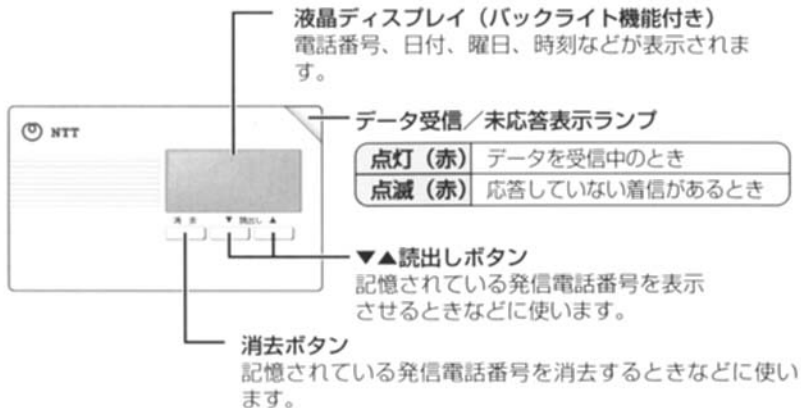 液晶ディスプレイ（バックライト機能付き）
電話番号、日付、曜日、時刻などが表示されま
す。
NTT
データ受信／未応答表示ランプ
点灯（赤） データを受信中のとき
点滅（赤） 応答していない着信があるとき
消 去 ▼ 読出し ▲
▼▲読出しボタン
記憶されている発信電話番号を表示
させるときなどに使います。
消去ボタン
記憶されている発信電話番号を消去するときなどに使い
ます。